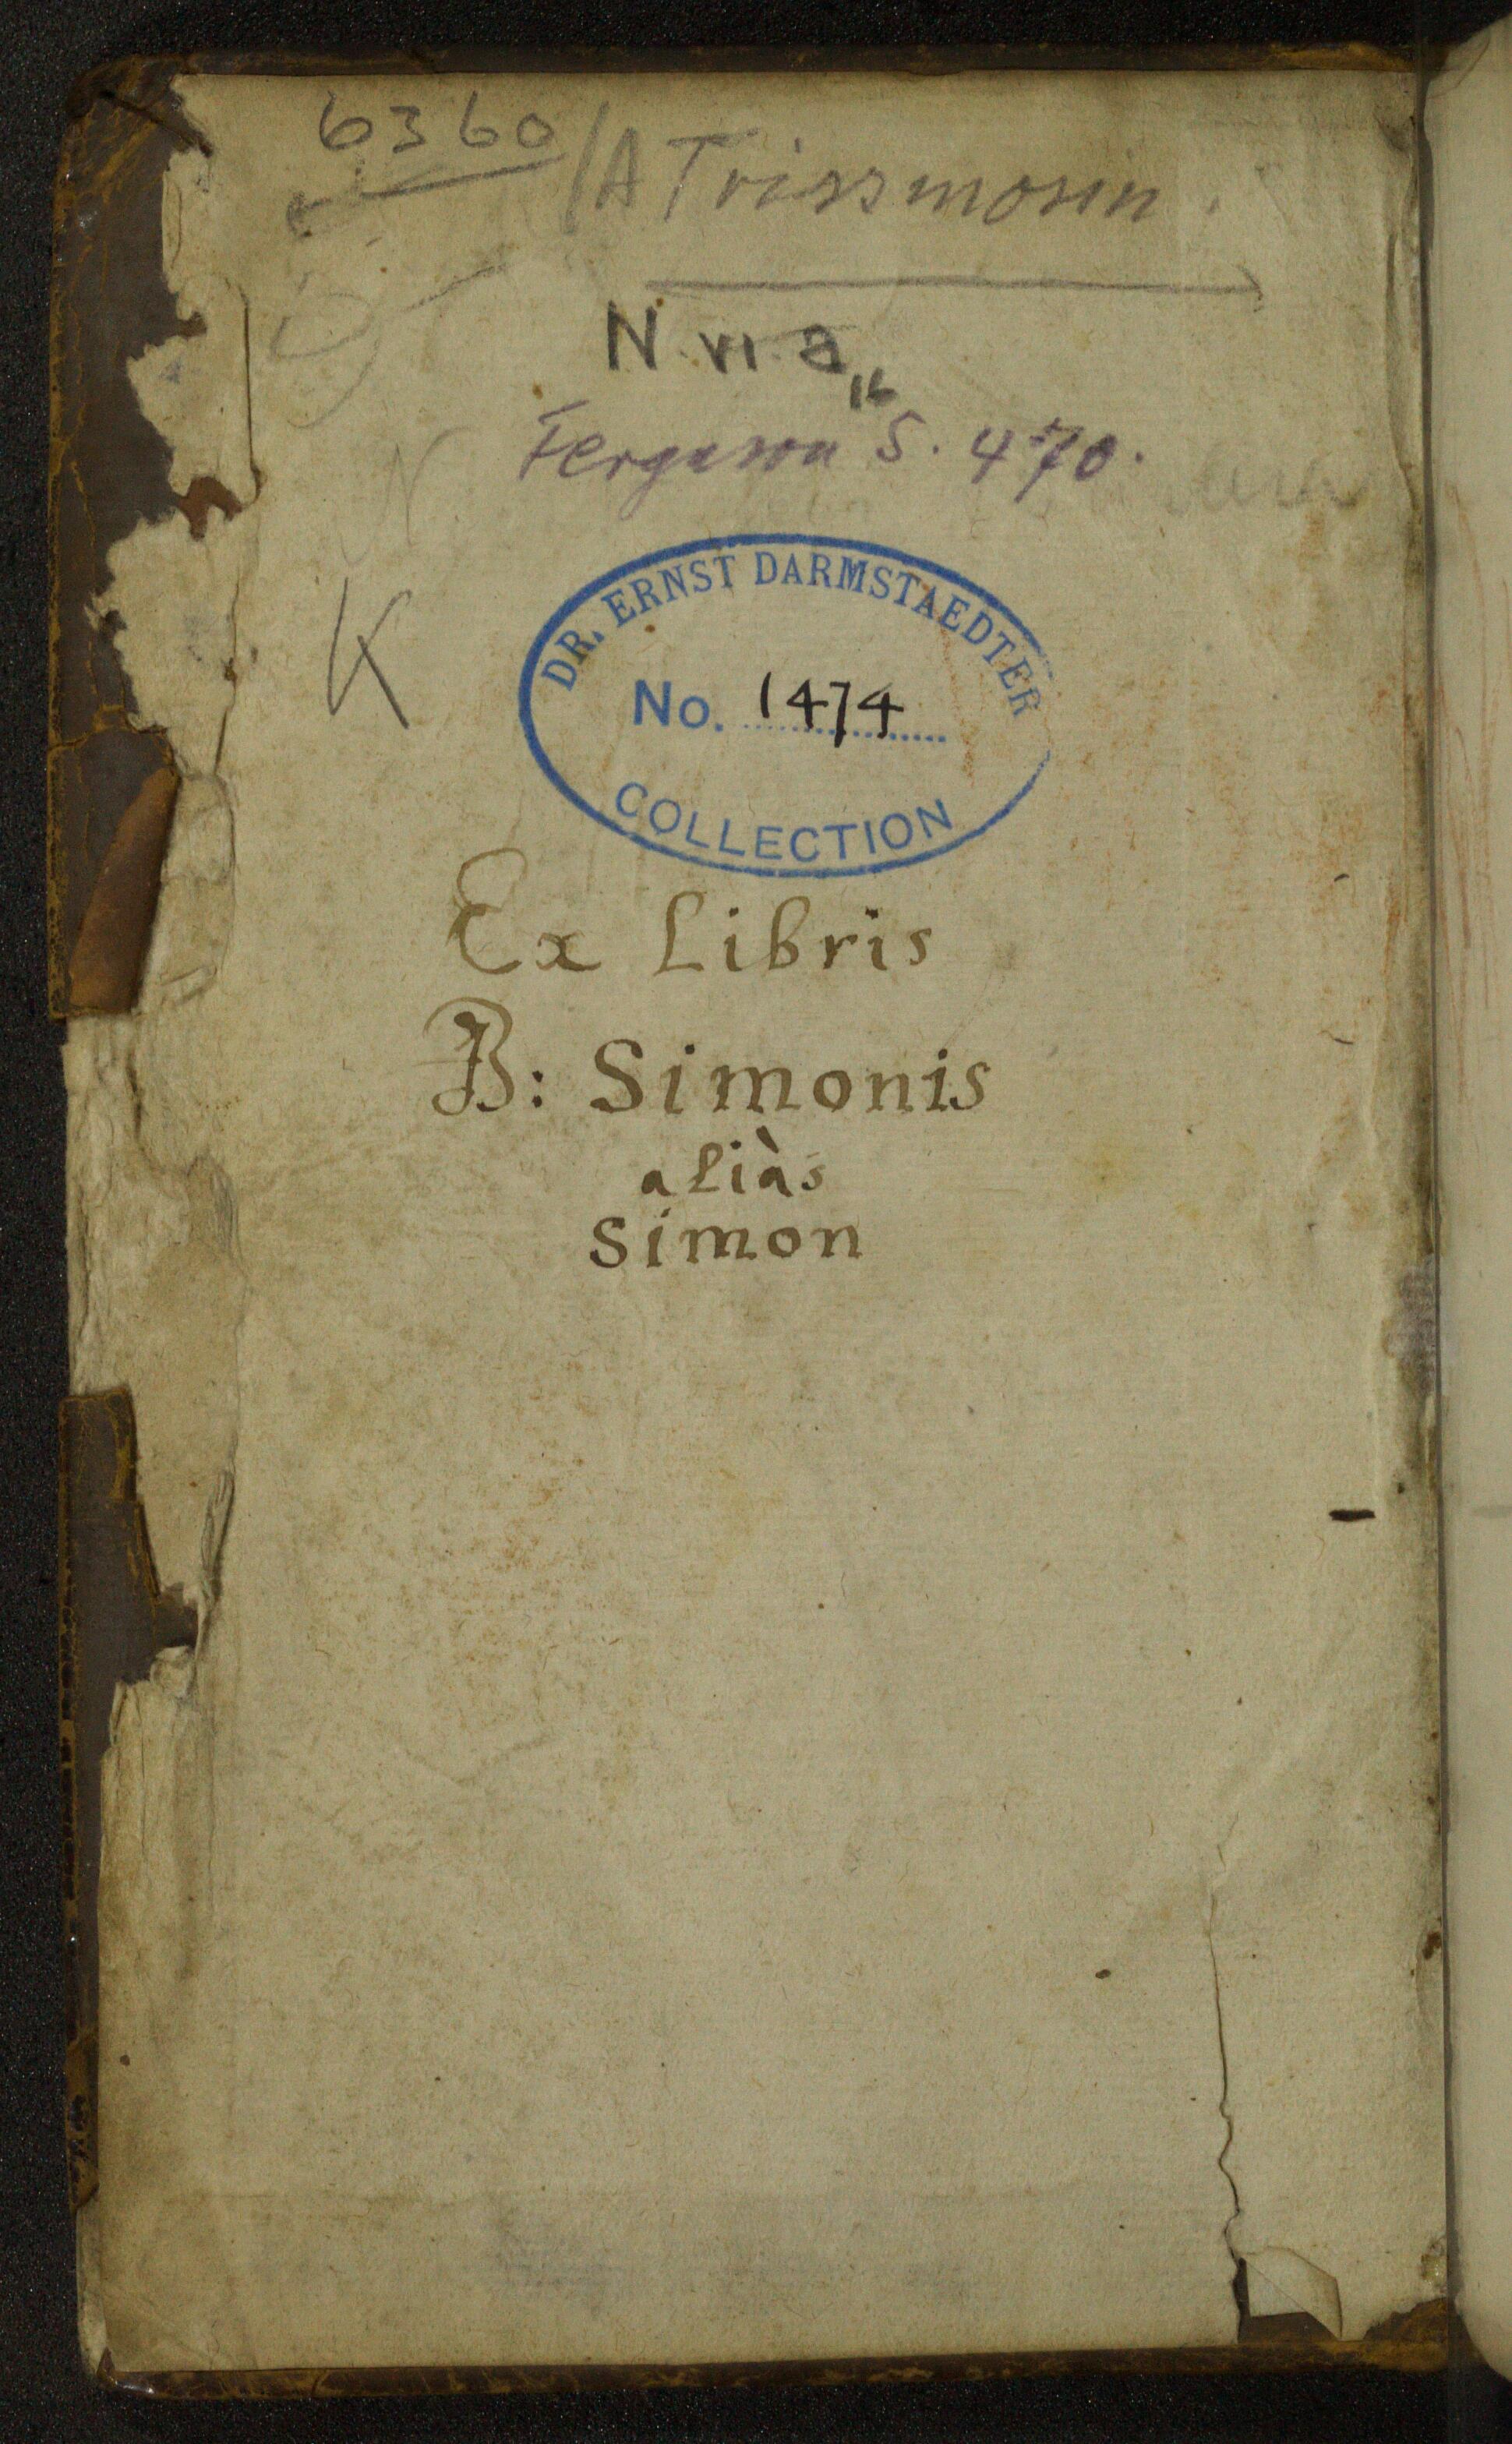 6360/A Trissmosin.
N. VI. a 16
Ferguson S. 470.
K
DR. ERNST DARMSTAEDTER
No. 1474
COLLECTION
Ex Libris
B: Simonis
aliàs
Simon